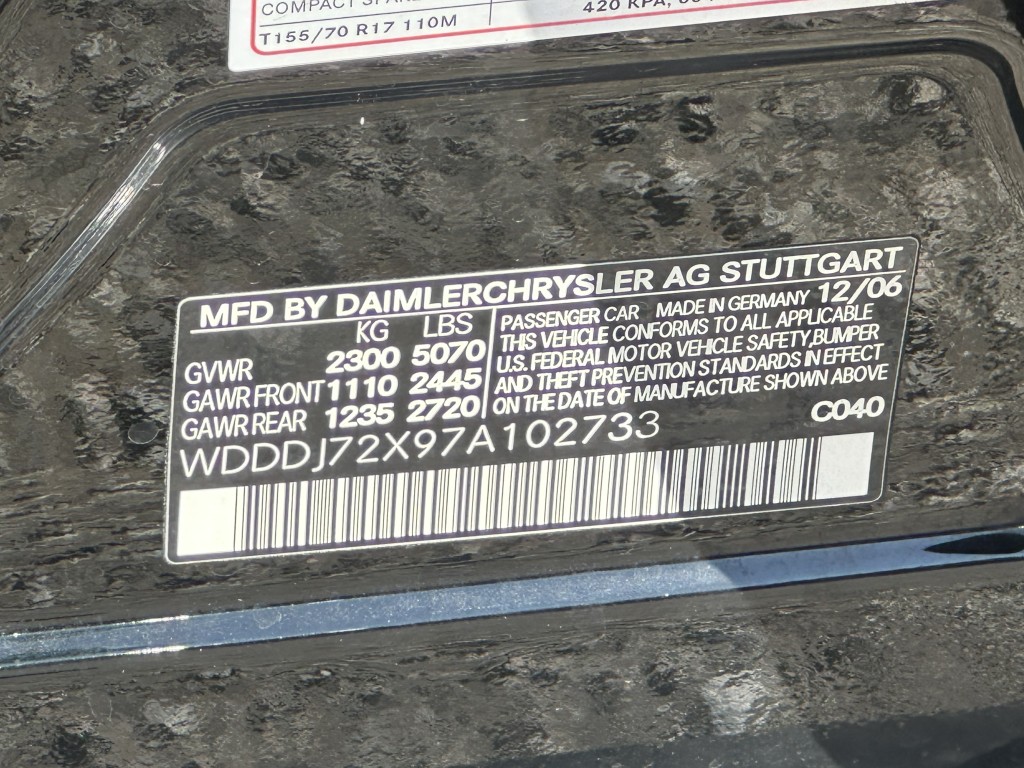 COMPACT
T155/70 R17 110M
420 KPA,
MFD BY DAIMLERCHRYSLER AG STUTTGART
KG LBS
GVWR 2300 5070
GAWR FRONT 1110 2445
GAWR REAR 1235 2720
PASSENGER CAR MADE IN GERMANY 12/06
THIS VEHICLE CONFORMS TO ALL APPLICABLE
U.S. FEDERAL MOTOR VEHICLE SAFETY,BUMPER
AND THEFT PREVENTION STANDARDS IN EFFECT
ON THE DATE OF MANUFACTURE SHOWN ABOVE
C040
WDDDJ72X97A102733